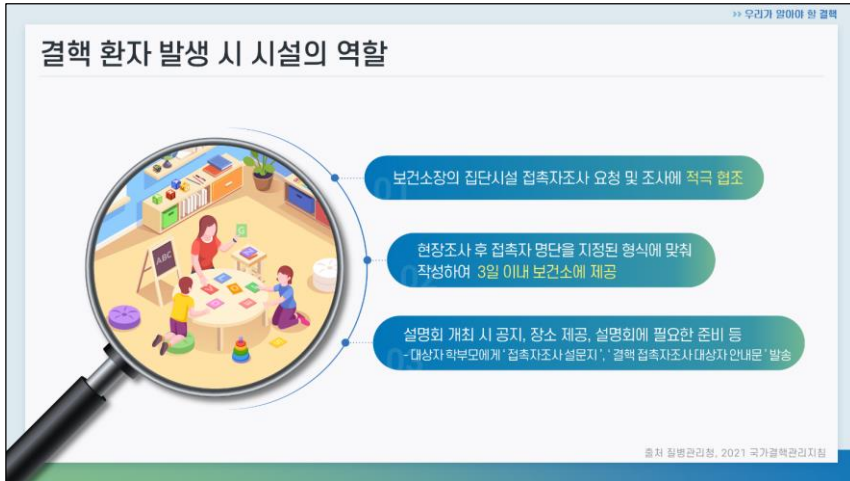 ›› 우리가 알아야 할 결핵
결핵 환자 발생 시 시설의 역할
01
보건소장의 집단시설 접촉자조사 요청 및 조사에 적극 협조
02
현장조사 후 접촉자 명단을 지정된 형식에 맞춰
작성하여 3일 이내 보건소에 제공
03
설명회 개최 시 공지, 장소 제공, 설명회에 필요한 준비 등
- 대상자 학부모에게 ‘접촉자조사 설문지’, ‘결핵 접촉자조사 대상자 안내문’ 발송
ABC
출처 질병관리청, 2021 국가결핵관리지침